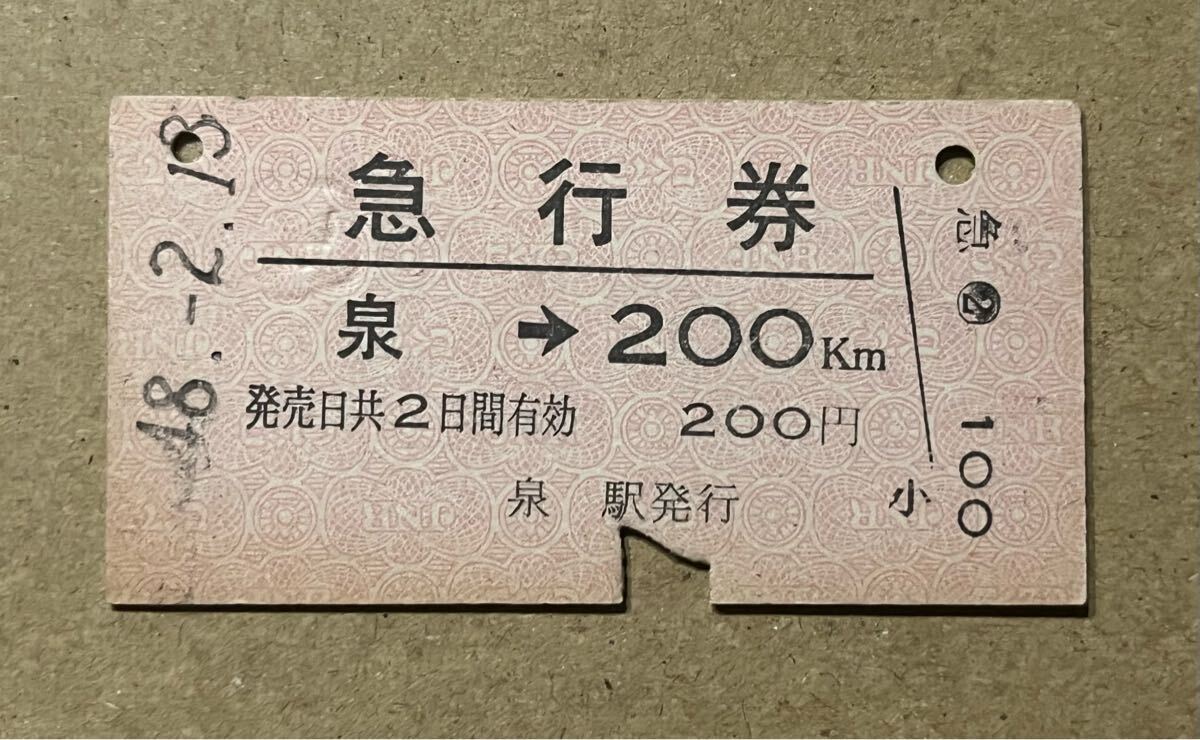 急行券
泉 → 200Km
発売日共2日間有効 200円
泉 駅発行
小
急 ② 100
48.-2.13